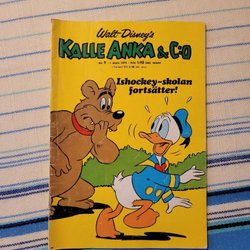 Walt Disney's
KALLE ANKA & C:O
Ishockey-skolan
fortsätter!